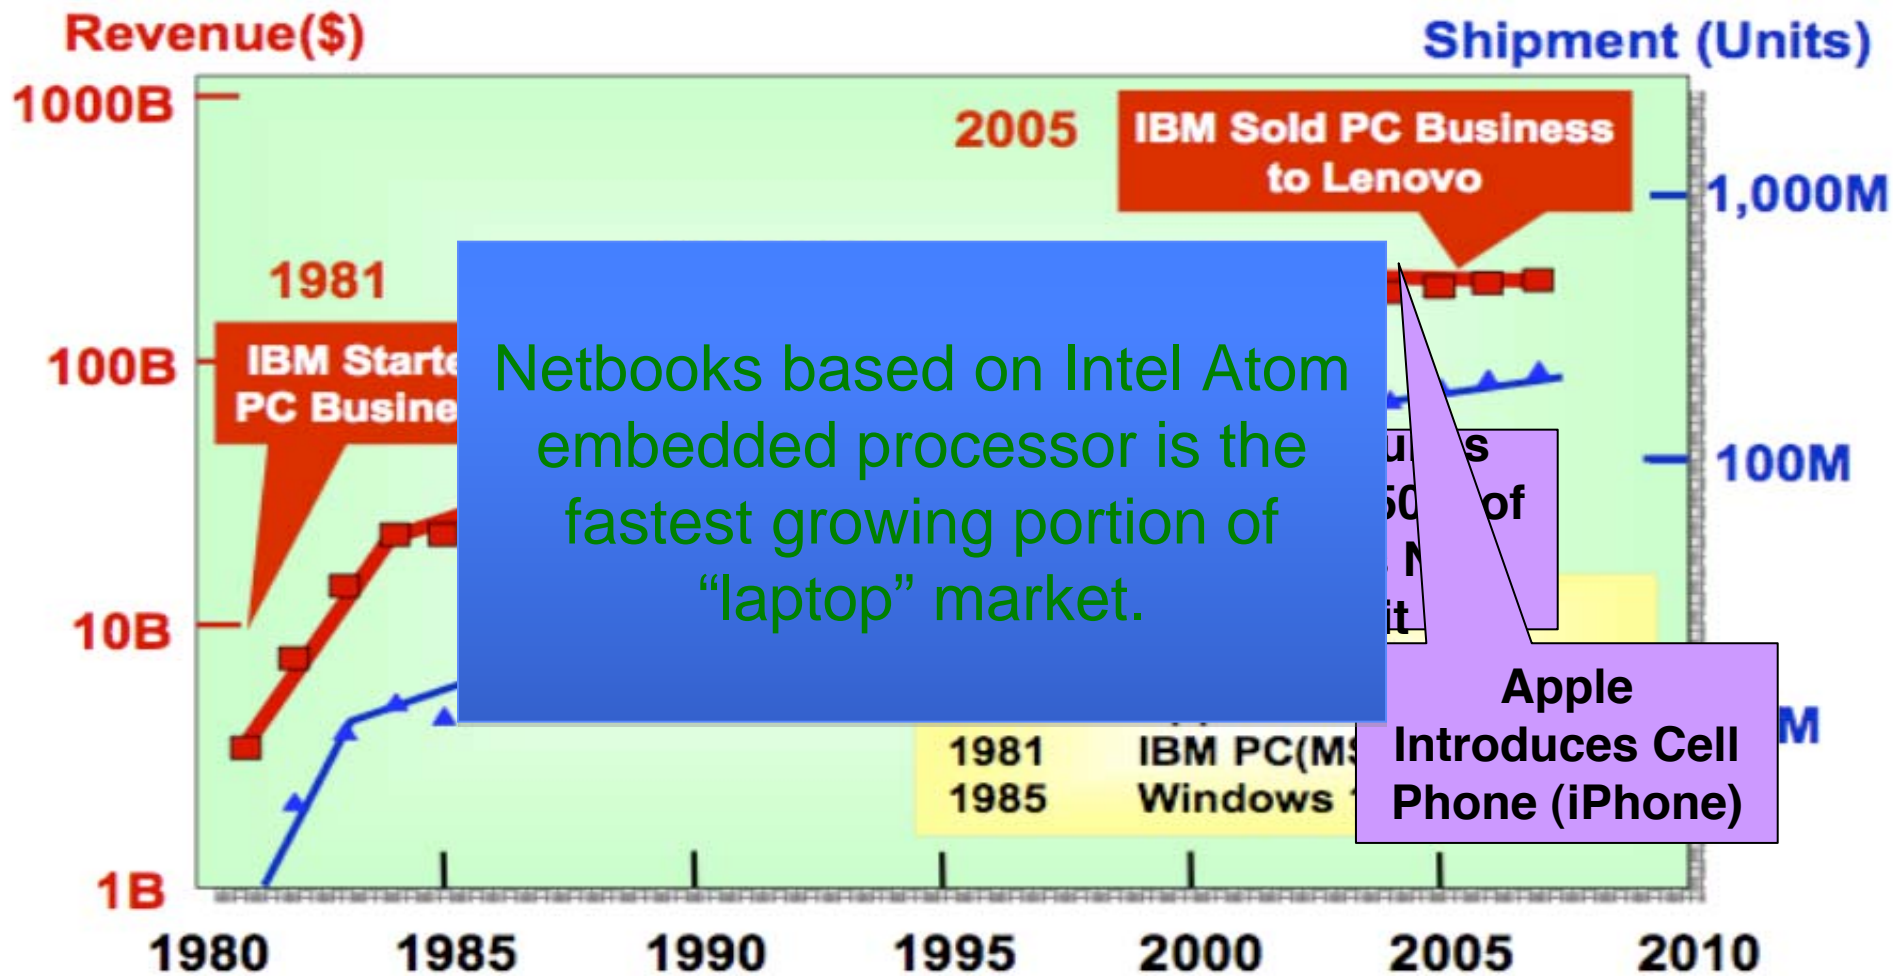 Revenue($)
Shipment (Units)
1000B
100B
10B
1B
1,000M
100M
M
2005
IBM Sold PC Business
to Lenovo
1981
IBM
PC
Netbooks based on Intel Atom
embedded processor is the
fastest growing portion of
“laptop” market.
of
Apple
Introduces Cell
Phone (iPhone)
1981 IBM
1985 Windows
1980 1985 1990 1995 2000 2005 2010